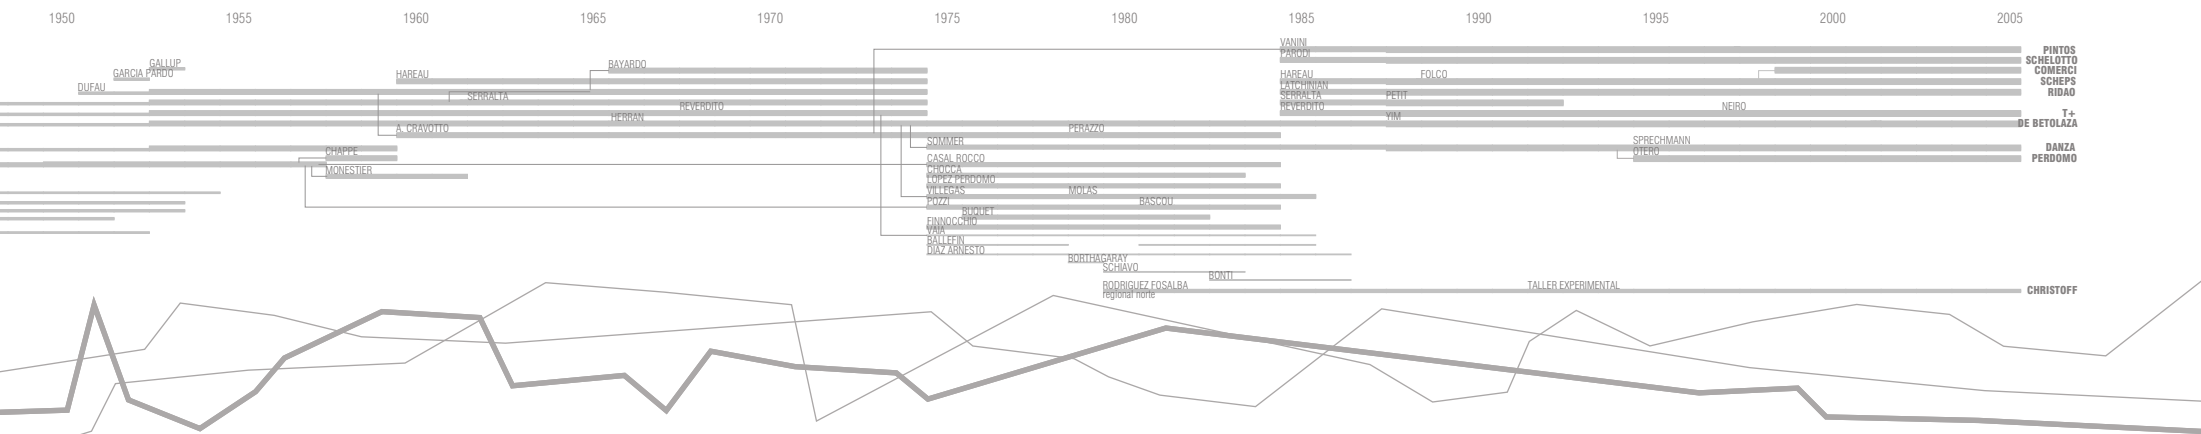 1950 1955 1960 1965 1970 1975 1980 1985 1990 1995 2000 2005
VANINI
PINTOS
PARODI
SCHELOTTO
GALLUP
BAYARDO
COMERCI
GARCIA PARDO
HAREAU
HAREAU
FOLCO
SCHEPS
DUFAU
LATCHINIAN
RIDAO
SERRALTA
SERRALTA
PETIT
REVERDITO
REVERDITO
NEIRO
T+
HERRAN
YIM
DE BETOLAZA
A. CRAVOTTO
PERAZZO
SOMMER
SPRECHMANN
DANZA
CHAPPE
OTERO
PERDOMO
CASAL ROCCO
MONESTIER
CHOCCA
LOPEZ PERDOMO
VILLEGAS
MOLAS
POZZI
BASCOU
BUQUET
FINNOCCHIO
VAIA
BALLEFIN
DIAZ ARNESTO
BORTHAGARAY
SCHIAVO
BONTI
RODRIGUEZ FOSALBA
TALLER EXPERIMENTAL
CHRISTOFF
regional norte